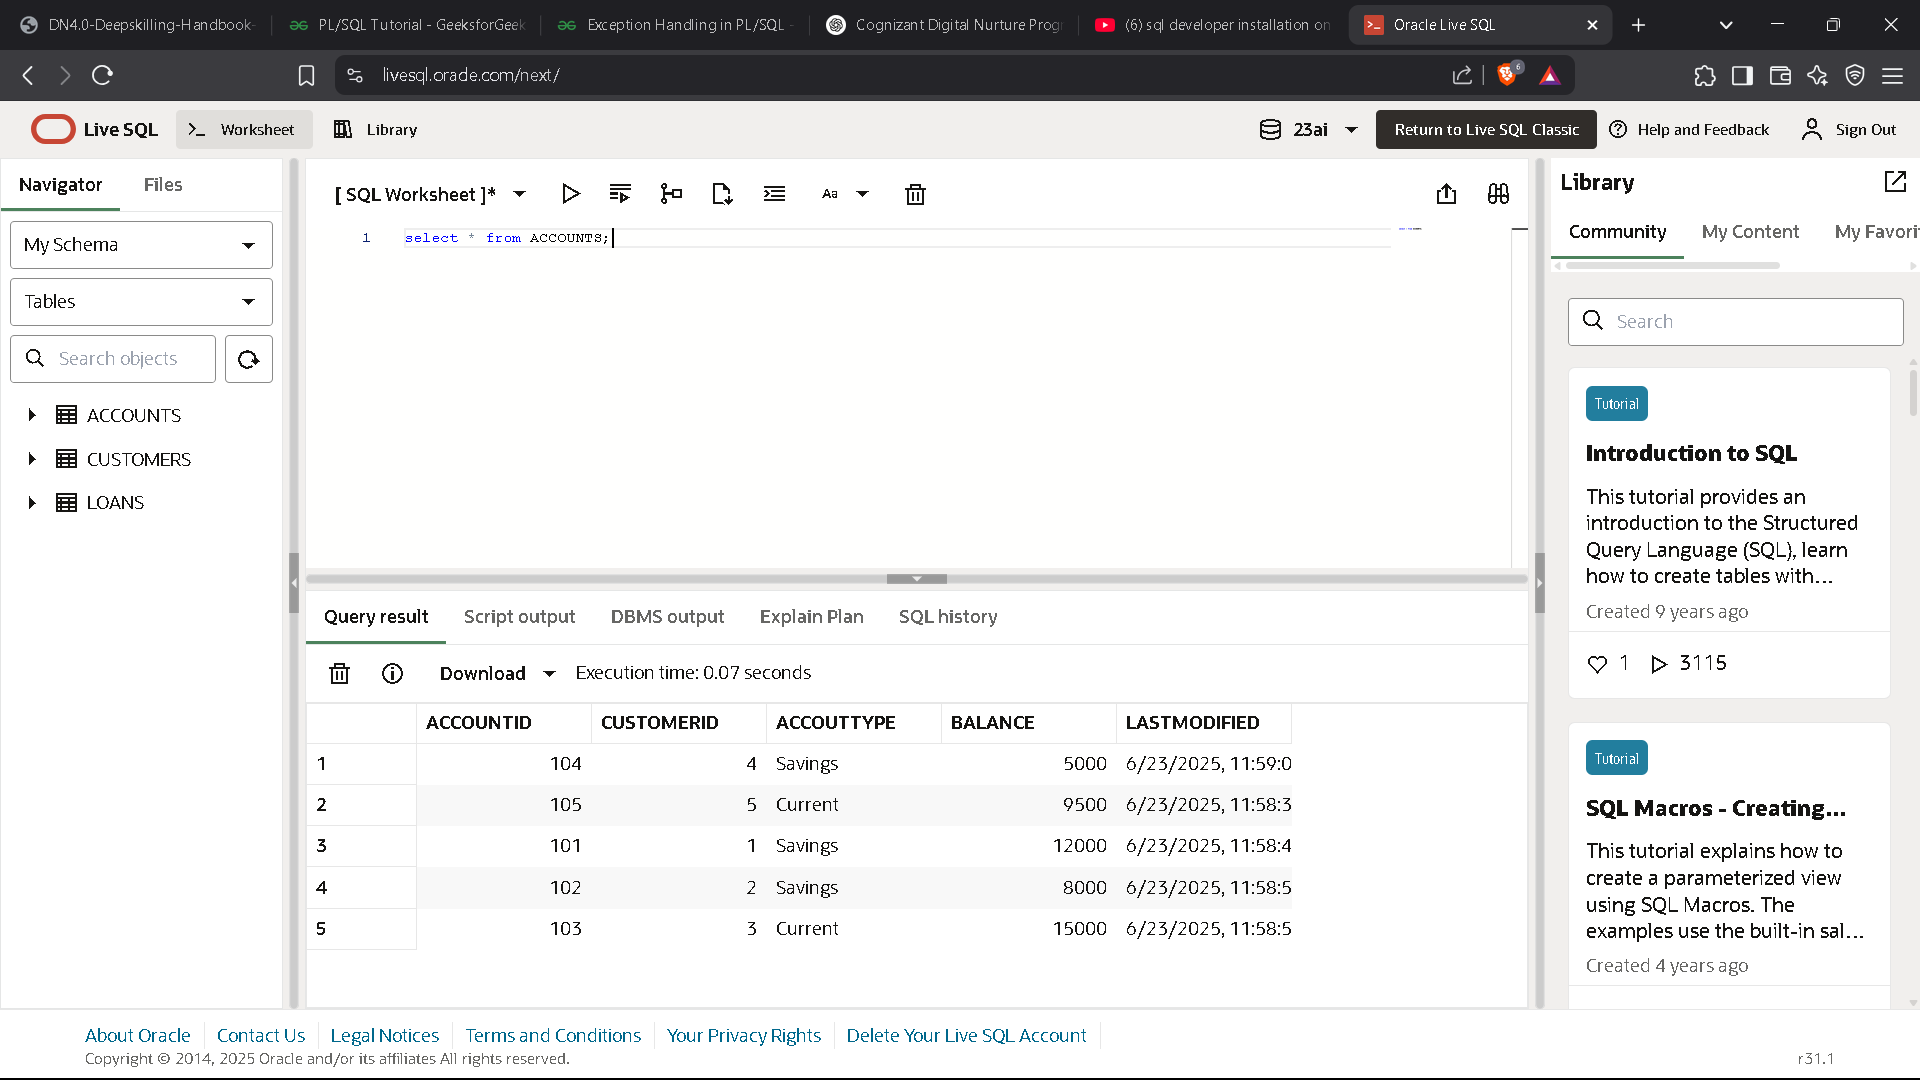 DN4.0-Deepskilling-Handbook-
PL/SQL Tutorial - GeeksforGeek
Exception Handling in PL/SQL -
Cognizant Digital Nurture Prog
(6) sql developer installation on
Oracle Live SQL
livesql.oracle.com/next/
6
Live SQL
Worksheet
Library
23ai
Return to Live SQL Classic
Help and Feedback
Sign Out
Navigator
Files
My Schema
Tables
Search objects
ACCOUNTS
CUSTOMERS
LOANS
[ SQL Worksheet ]*
Aa
1 select * from ACCOUNTS;
Query result
Script output
DBMS output
Explain Plan
SQL history
Download
Execution time: 0.07 seconds
ACCOUNTID CUSTOMERID ACCOUTTYPE BALANCE LASTMODIFIED
1 104 4 Savings 5000 6/23/2025, 11:59:0
2 105 5 Current 9500 6/23/2025, 11:58:3
3 101 1 Savings 12000 6/23/2025, 11:58:4
4 102 2 Savings 8000 6/23/2025, 11:58:5
5 103 3 Current 15000 6/23/2025, 11:58:5
Library
Community
My Content
My Favori
Search
Tutorial
Introduction to SQL
This tutorial provides an
introduction to the Structured
Query Language (SQL), learn
how to create tables with...
Created 9 years ago
1 3115
Tutorial
SQL Macros - Creating...
This tutorial explains how to
create a parameterized view
using SQL Macros. The
examples use the built-in sal...
Created 4 years ago
About Oracle
Contact Us
Legal Notices
Terms and Conditions
Your Privacy Rights
Delete Your Live SQL Account
Copyright © 2014, 2025 Oracle and/or its affiliates All rights reserved.
r31.1